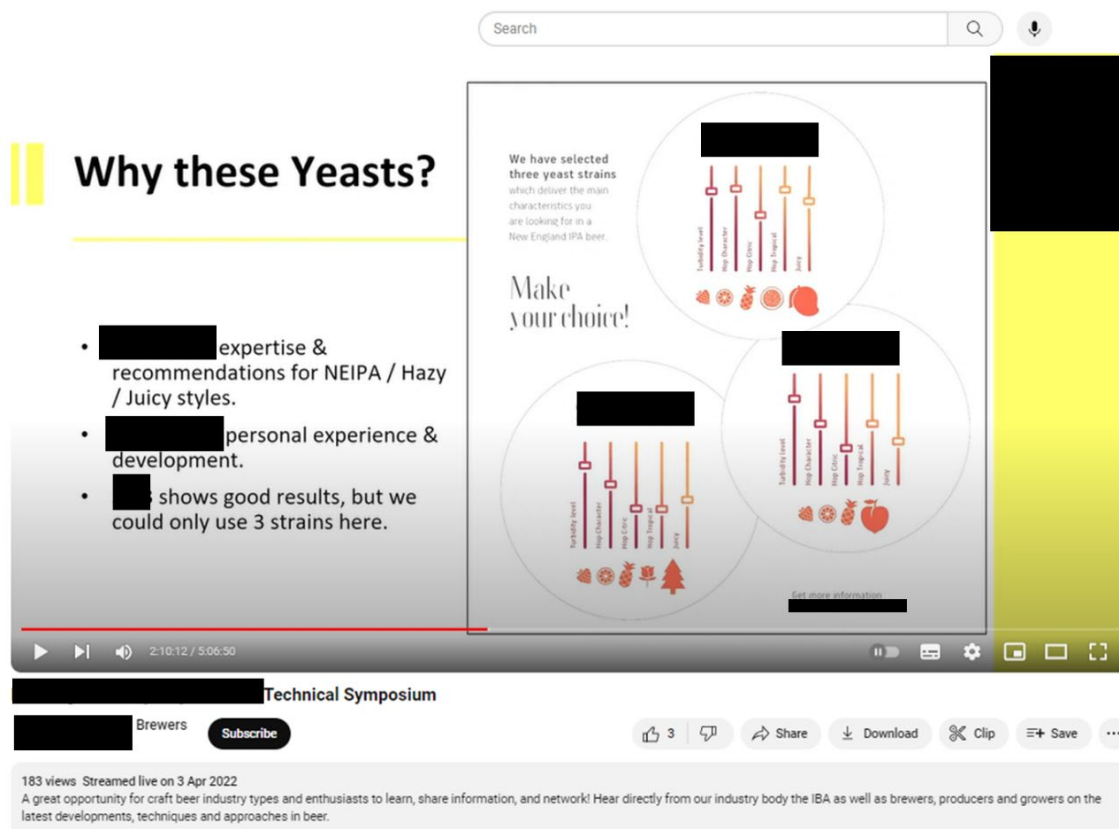 Search
Why these Yeasts?
We have selected
three yeast strains
which deliver the main
characteristics you
are looking for in a
New England IPA beer.
Make
your choice!
Turbidity level
Hop Character
Hop Citric
Hop Tropical
Juicy
Turbidity level
Hop Character
Hop Citric
Hop Tropical
Juicy
Turbidity level
Hop Character
Hop Citric
Hop Tropical
Juicy
Get more information
• expertise &
recommendations for NEIPA / Hazy
/ Juicy styles.
• personal experience &
development.
• shows good results, but we
could only use 3 strains here.
2:10:12 / 5:06:50
Technical Symposium
Brewers
Subscribe
3
Share
Download
Clip
Save
183 views Streamed live on 3 Apr 2022
A great opportunity for craft beer industry types and enthusiasts to learn, share information, and network! Hear directly from our industry body the IBA as well as brewers, producers and growers on the
latest developments, techniques and approaches in beer.